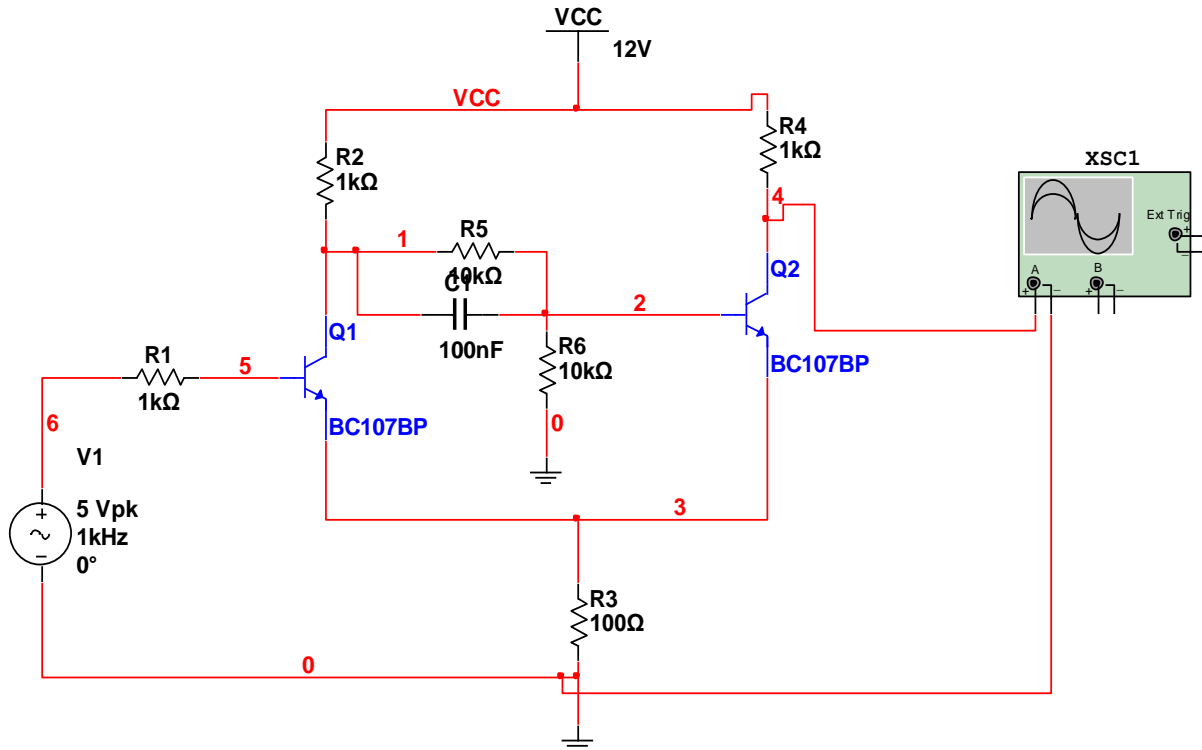 VCC
12V
VCC
R4
1kΩ
R2
1kΩ
XSC1
4
Ext Trig
+
−
1
R5
10kΩ
Q2
A
B
+
−
+
−
C1
2
Q1
100nF
R6
10kΩ
BC107BP
R1
1kΩ
5
0
BC107BP
6
V1
3
+
−
5 Vpk
1kHz
0°
R3
100Ω
0